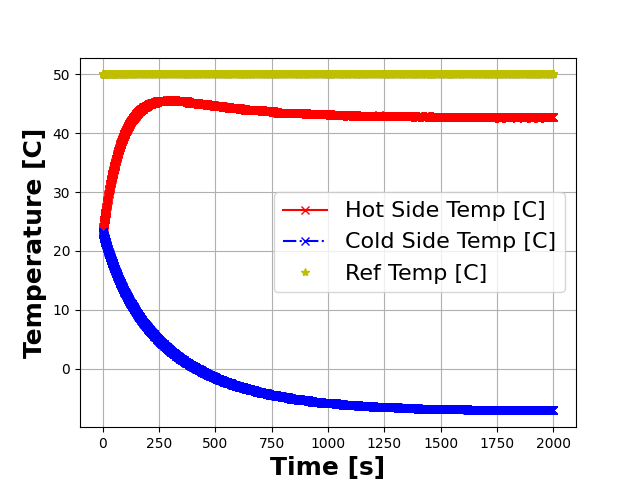 50
40
30
20
10
0
Temperature [C]
Hot Side Temp [C]
Cold Side Temp [C]
Ref Temp [C]
0 250 500 750 1000 1250 1500 1750 2000
Time [s]